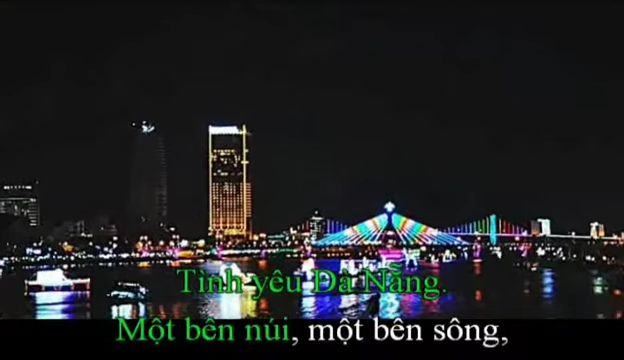 Tình yêu Đà Nẵng.
Một bên núi, một bên sông,